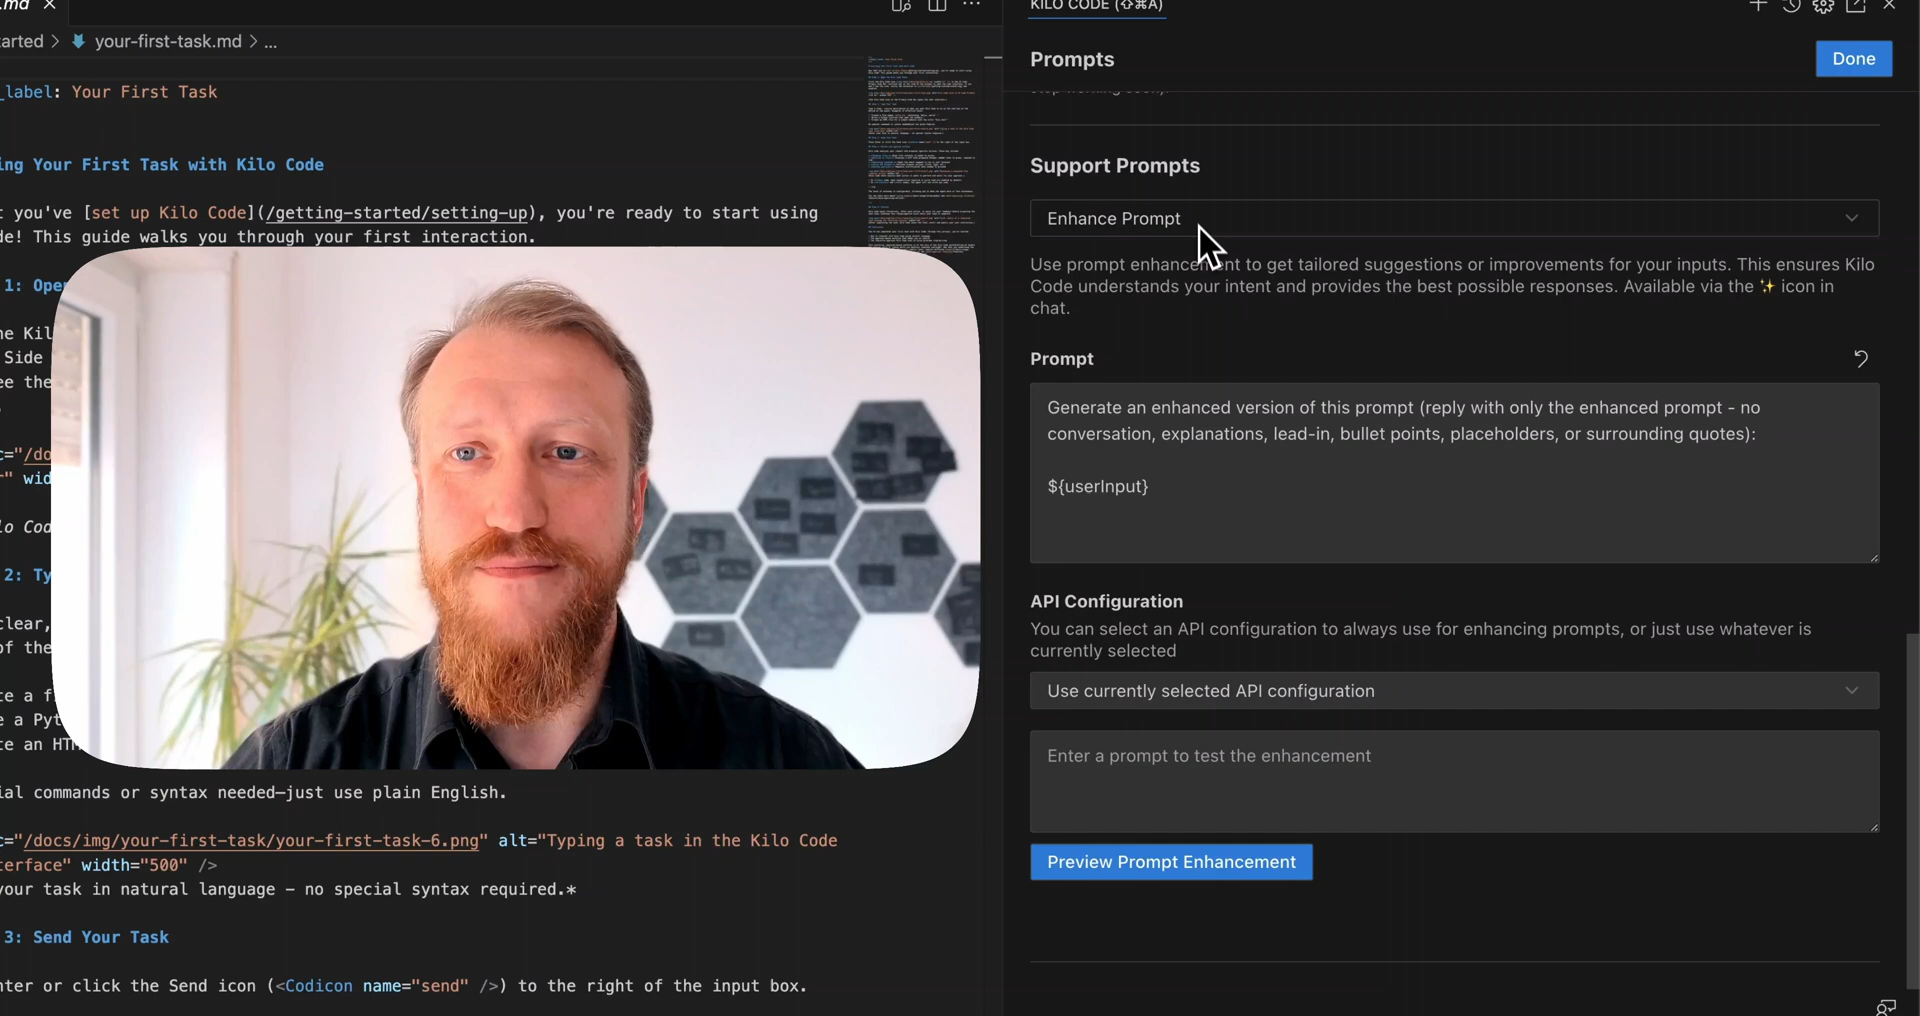 .md ×
KILO CODE (⇧⌘A)
arted > your-first-task.md > ...
_label: Your First Task
ing Your First Task with Kilo Code
t you've [set up Kilo Code](/getting-started/setting-up), you're ready to start using
de! This guide walks you through your first interaction.
1: Open
ne Kil
Side
ee the
c="/do
" wid
lo Cod
2: Ty
clear,
of the
te a f
e a Pyt
te an HTM
ial commands or syntax needed—just use plain English.
c="/docs/img/your-first-task/your-first-task-6.png" alt="Typing a task in the Kilo Code
terface" width="500" />
your task in natural language - no special syntax required.*
3: Send Your Task
nter or click the Send icon (<Codicon name="send" />) to the right of the input box.
Prompts
Done
Support Prompts
Enhance Prompt
Use prompt enhancement to get tailored suggestions or improvements for your inputs. This ensures Kilo
Code understands your intent and provides the best possible responses. Available via the ✨ icon in
chat.
Prompt
Generate an enhanced version of this prompt (reply with only the enhanced prompt - no
conversation, explanations, lead-in, bullet points, placeholders, or surrounding quotes):
${userInput}
API Configuration
You can select an API configuration to always use for enhancing prompts, or just use whatever is
currently selected
Use currently selected API configuration
Enter a prompt to test the enhancement
Preview Prompt Enhancement